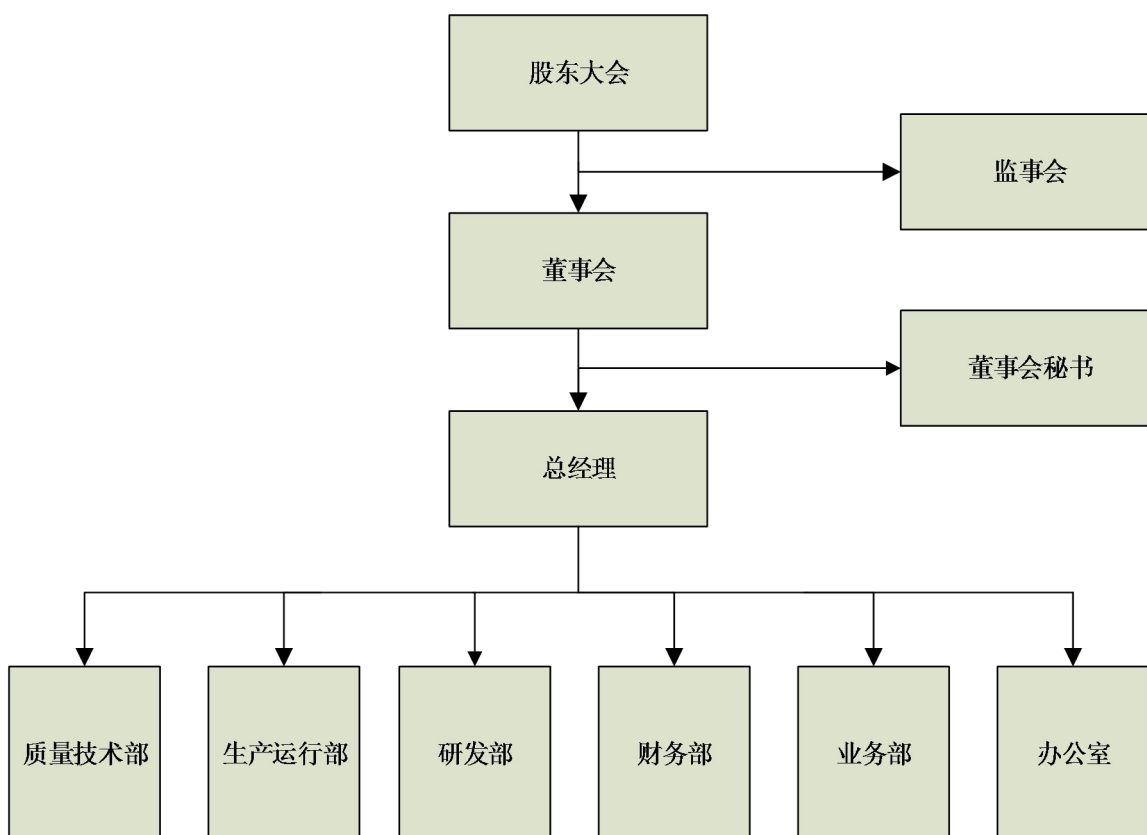 股东大会
监事会
董事会
董事会秘书
总经理
质量技术部
生产运行部
研发部
财务部
业务部
办公室